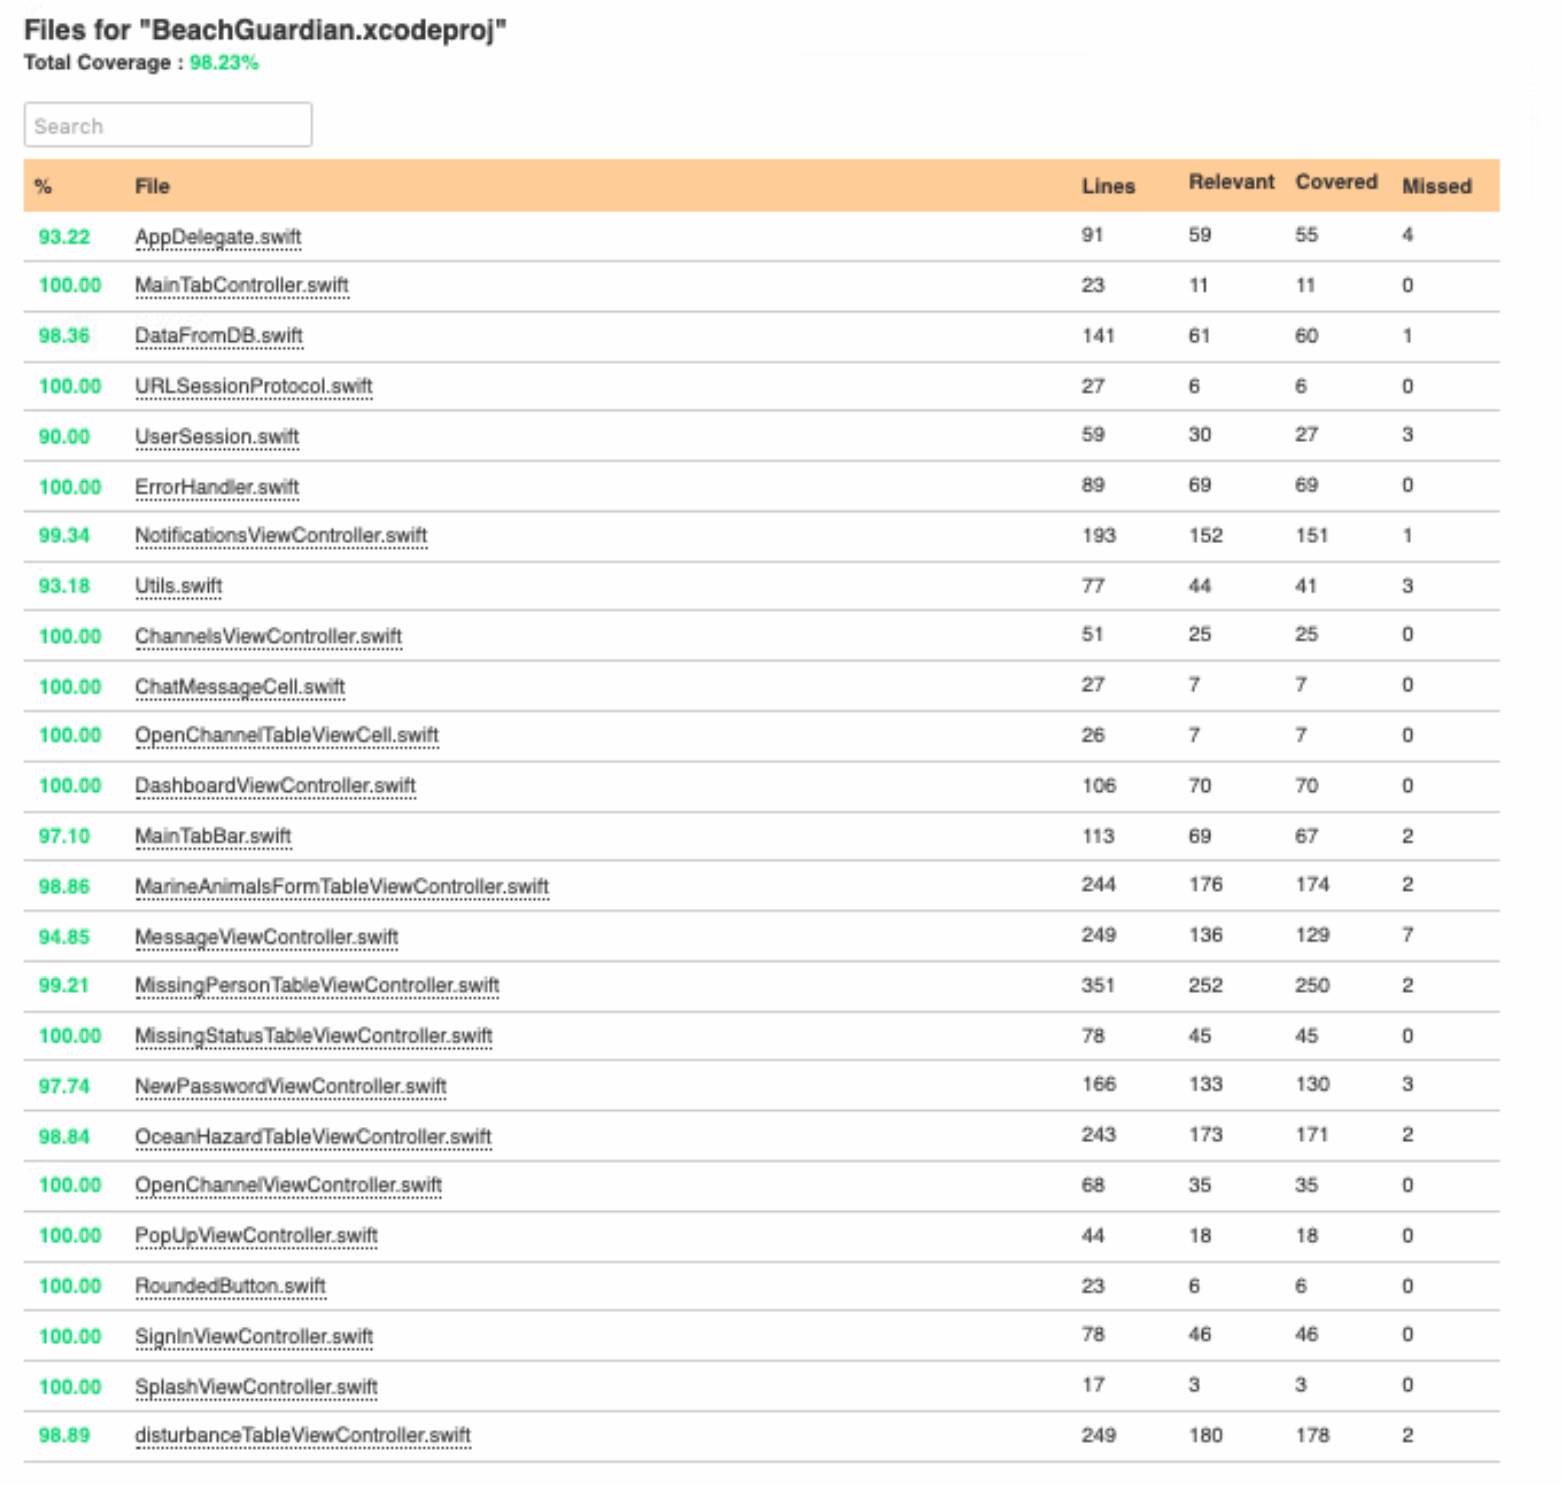 Files for "BeachGuardian.xcodeproj"
Total Coverage : 98.23%
Search
% File Lines Relevant Covered Missed
93.22 AppDelegate.swift 91 59 55 4
100.00 MainTabController.swift 23 11 11 0
98.36 DataFromDB.swift 141 61 60 1
100.00 URLSessionProtocol.swift 27 6 6 0
90.00 UserSession.swift 59 30 27 3
100.00 ErrorHandler.swift 89 69 69 0
99.34 NotificationsViewController.swift 193 152 151 1
93.18 Utils.swift 77 44 41 3
100.00 ChannelsViewController.swift 51 25 25 0
100.00 ChatMessageCell.swift 27 7 7 0
100.00 OpenChannelTableViewCell.swift 26 7 7 0
100.00 DashboardViewController.swift 106 70 70 0
97.10 MainTabBar.swift 113 69 67 2
98.86 MarineAnimalsFormTableViewController.swift 244 176 174 2
94.85 MessageViewController.swift 249 136 129 7
99.21 MissingPersonTableViewController.swift 351 252 250 2
100.00 MissingStatusTableViewController.swift 78 45 45 0
97.74 NewPasswordViewController.swift 166 133 130 3
98.84 OceanHazardTableViewController.swift 243 173 171 2
100.00 OpenChannelViewController.swift 68 35 35 0
100.00 PopUpViewController.swift 44 18 18 0
100.00 RoundedButton.swift 23 6 6 0
100.00 SignInViewController.swift 78 46 46 0
100.00 SplashViewController.swift 17 3 3 0
98.89 disturbanceTableViewController.swift 249 180 178 2